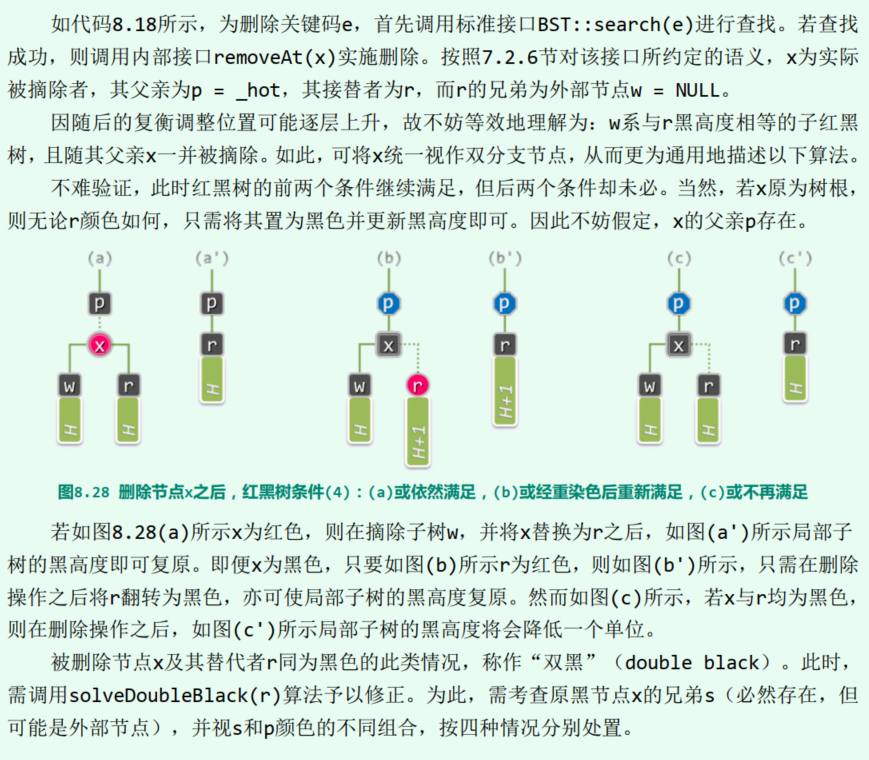 如代码8.18所示，为删除关键码e，首先调用标准接口BST::search(e)进行查找。若查找
成功，则调用内部接口removeAt(x)实施删除。按照7.2.6节对该接口所约定的语义，x为实际
被摘除者，其父亲为p = _hot，其接替者为r，而r的兄弟为外部节点w = NULL。
因随后的复衡调整位置可能逐层上升，故不妨等效地理解为：w系与r黑高度相等的子红黑
树，且随其父亲x一并被摘除。如此，可将x统一视作双分支节点，从而更为通用地描述以下算法。
不难验证，此时红黑树的前两个条件继续满足，但后两个条件却未必。当然，若x原为树根，
则无论r颜色如何，只需将其置为黑色并更新黑高度即可。因此不妨假定，x的父亲p存在。
(a) (a') (b) (b') (c) (c')
p p p p p p
x r x r x r
w r w r w r
H H H H H+1 H+1 H H H
图8.28 删除节点x之后，红黑树条件(4)：(a)或依然满足，(b)或经重染色后重新满足，(c)或不再满足
若如图8.28(a)所示x为红色，则在摘除子树w，并将x替换为r之后，如图(a')所示局部子
树的黑高度即可复原。即便x为黑色，只要如图(b)所示r为红色，则如图(b')所示，只需在删除
操作之后将r翻转为黑色，亦可使局部子树的黑高度复原。然而如图(c)所示，若x与r均为黑色，
则在删除操作之后，如图(c')所示局部子树的黑高度将会降低一个单位。
被删除节点x及其替代者r同为黑色的此类情况，称作“双黑”（double black）。此时，
需调用solveDoubleBlack(r)算法予以修正。为此，需考查原黑节点x的兄弟s（必然存在，但
可能是外部节点），并视s和p颜色的不同组合，按四种情况分别处置。